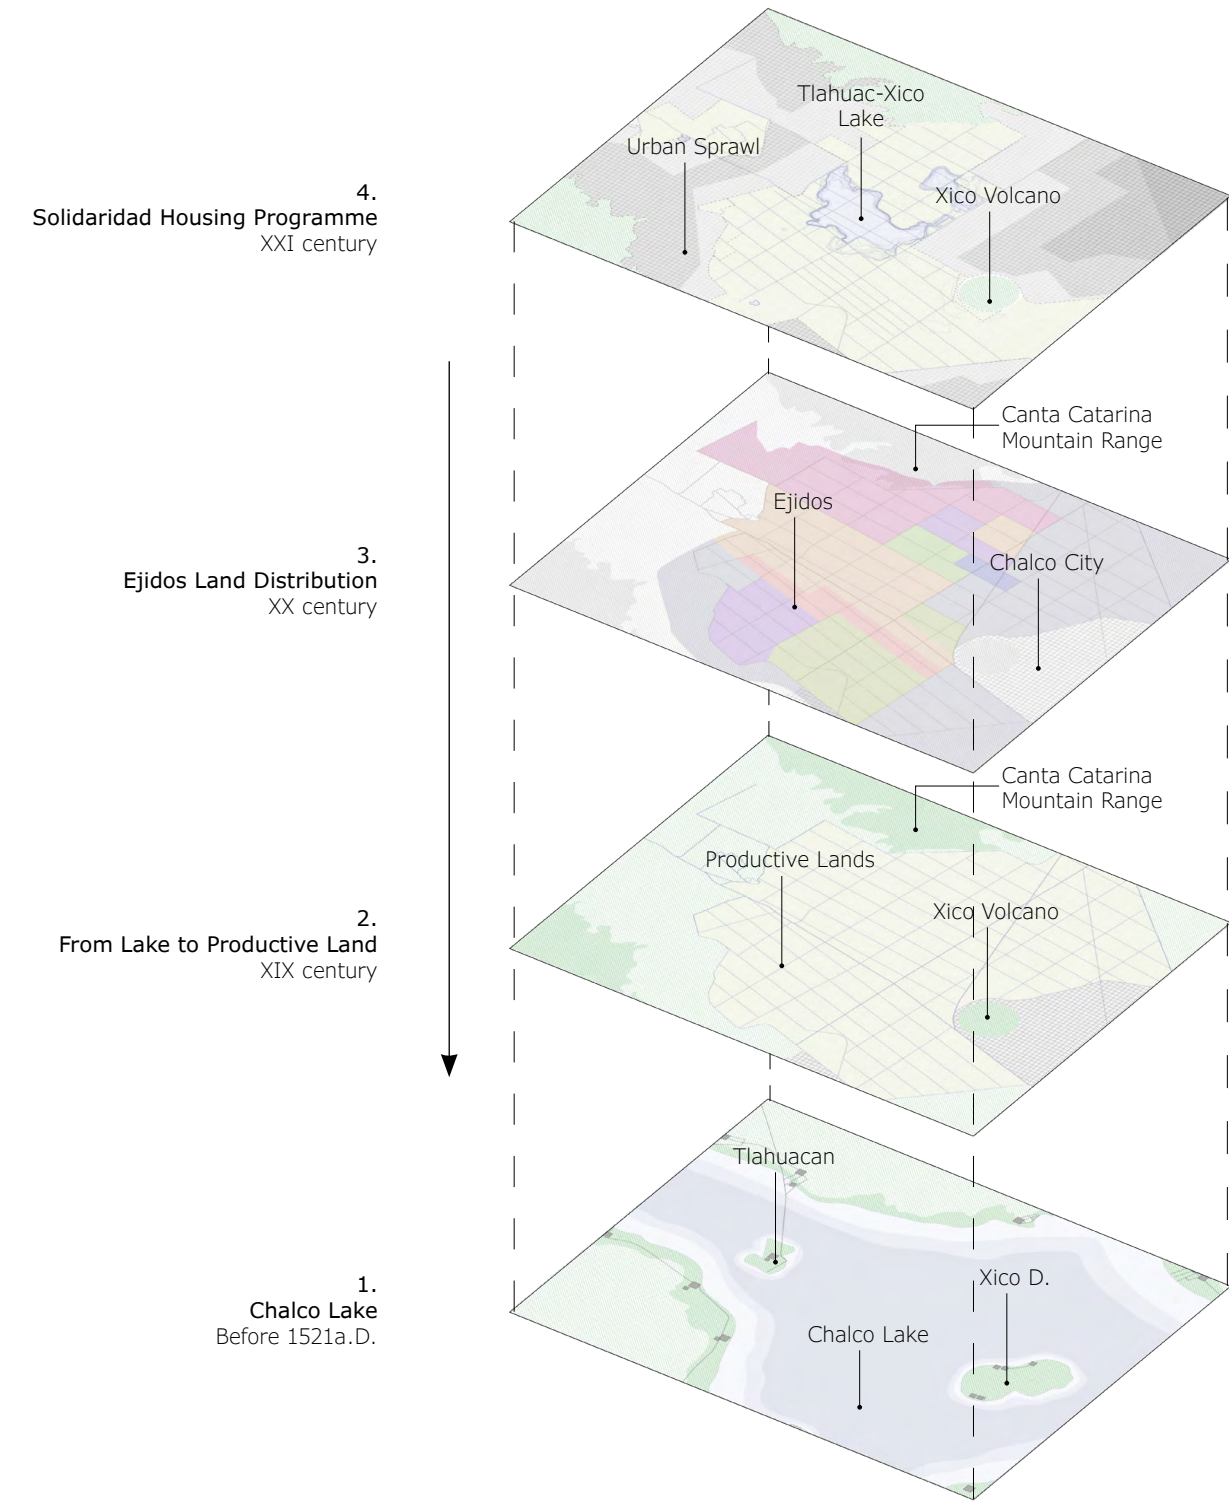 Tlahuac-Xico
Lake
Urban Sprawl
Xico Volcano
4.
Solidaridad Housing Programme
XXI century
Canta Catarina
Mountain Range
Ejidos
Chalco City
3.
Ejidos Land Distribution
XX century
Canta Catarina
Mountain Range
Productive Lands
Xico Volcano
2.
From Lake to Productive Land
XIX century
Tlahuacan
Xico D.
Chalco Lake
1.
Chalco Lake
Before 1521a.D.